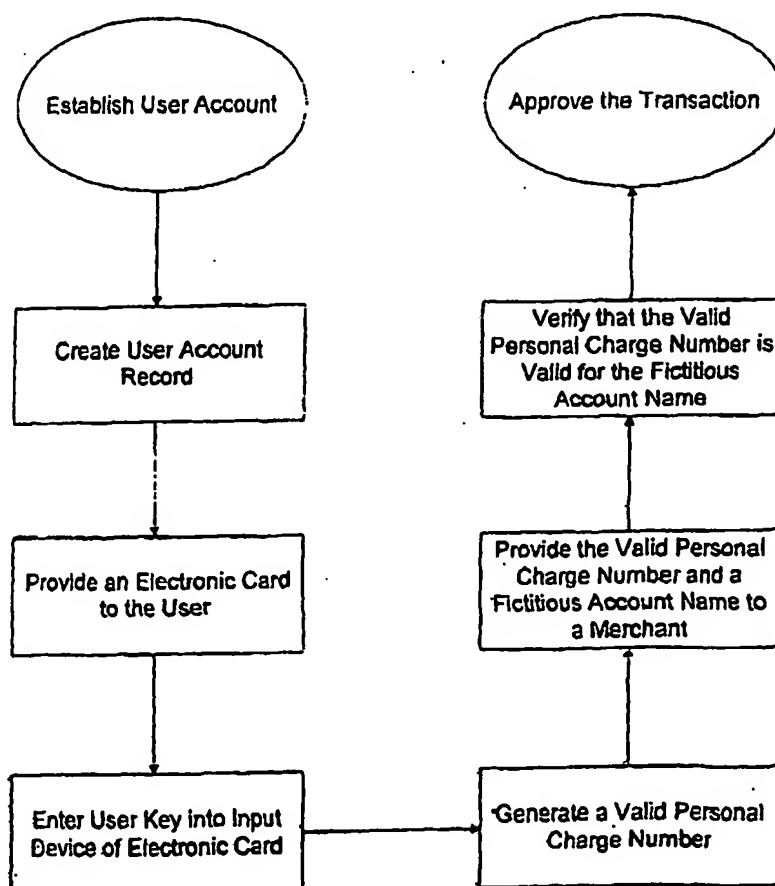 Establish User Account
Create User Account
Record
Provide an Electronic Card
to the User
Enter User Key into Input
Device of Electronic Card
Generate a Valid Personal
Charge Number
Provide the Valid Personal
Charge Number and a
Fictitious Account Name to
a Merchant
Verify that the Valid
Personal Charge Number is
Valid for the Fictitious
Account Name
Approve the Transaction